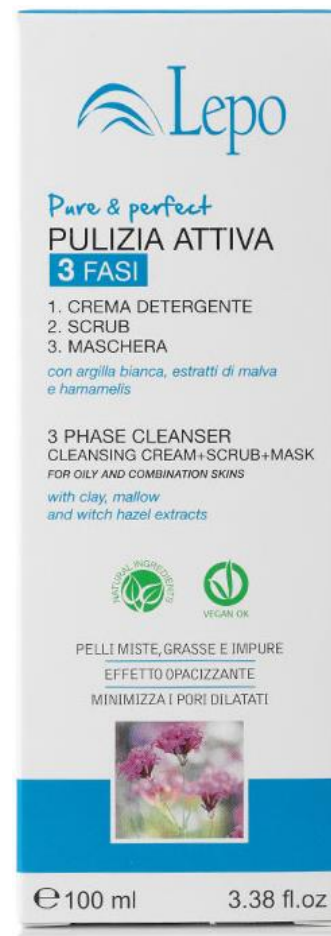 Lepo
Pure & perfect
PULIZIA ATTIVA
3 FASI
1. CREMA DETERGENTE
2. SCRUB
3. MASCHERA
con argilla bianca, estratti di malva
e hamamelis
3 PHASE CLEANSER
CLEANSING CREAM+SCRUB+MASK
FOR OILY AND COMBINATION SKINS
with clay, mallow
and witch hazel extracts
NATURAL INGREDIENTS
VEGAN OK
PELLI MISTE, GRASSE E IMPURE
EFFETTO OPACIZZANTE
MINIMIZZA I PORI DILATATI
℮ 100 ml 3.38 fl.oz